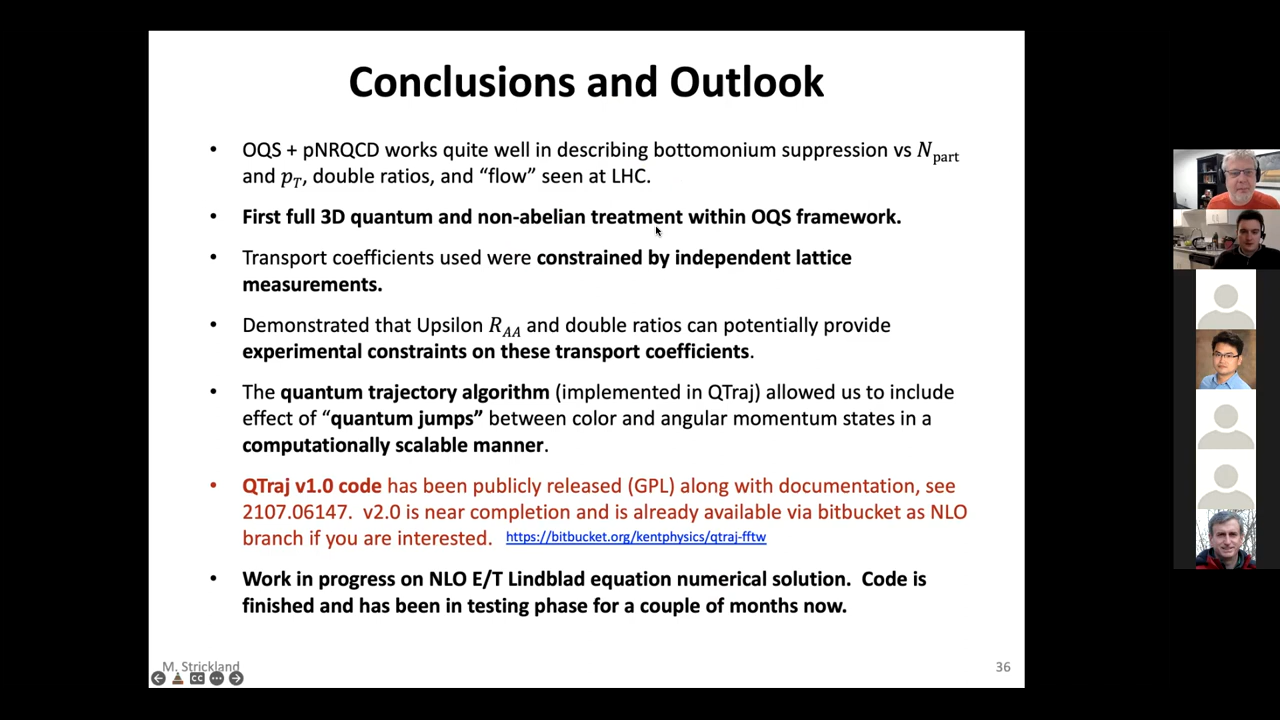 Conclusions and Outlook
• OQS + pNRQCD works quite well in describing bottomonium suppression vs N_part
and p_T, double ratios, and “flow” seen at LHC.
• First full 3D quantum and non-abelian treatment within OQS framework.
• Transport coefficients used were constrained by independent lattice
measurements.
• Demonstrated that Upsilon R_AA and double ratios can potentially provide
experimental constraints on these transport coefficients.
• The quantum trajectory algorithm (implemented in QTraj) allowed us to include
effect of “quantum jumps” between color and angular momentum states in a
computationally scalable manner.
• QTraj v1.0 code has been publicly released (GPL) along with documentation, see
2107.06147. v2.0 is near completion and is already available via bitbucket as NLO
branch if you are interested. https://bitbucket.org/kentphysics/qtraj-fftw
• Work in progress on NLO E/T Lindblad equation numerical solution. Code is
finished and has been in testing phase for a couple of months now.
M. Strickland
36
CC